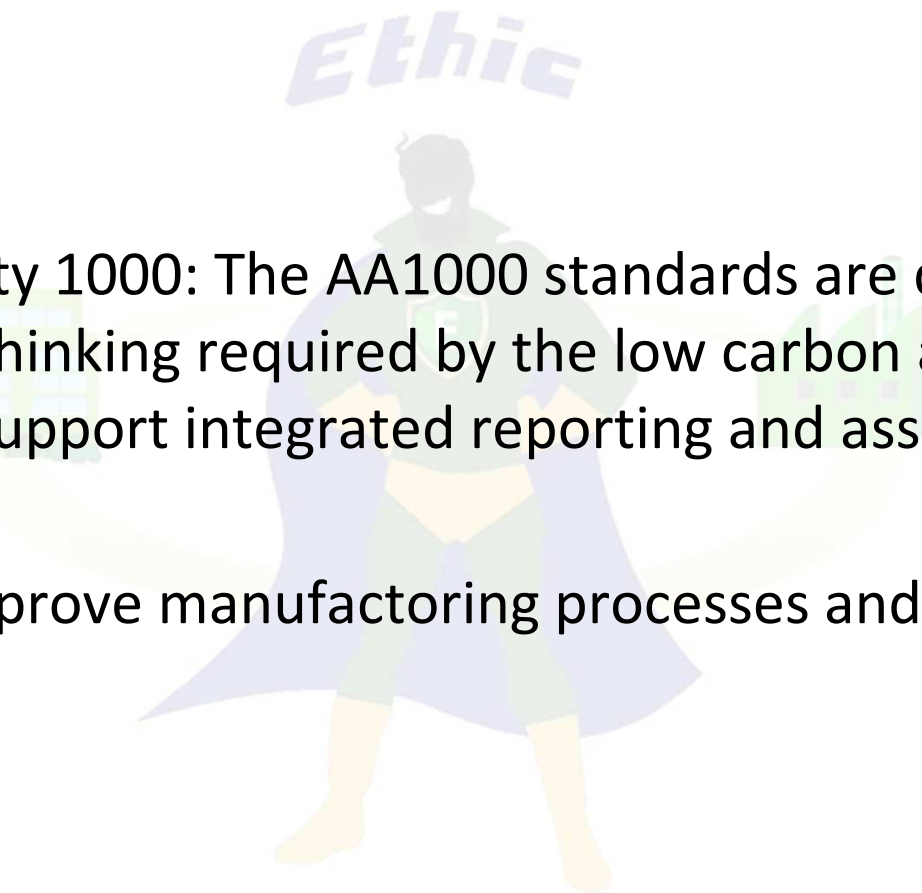 Ethic
ty 1000: The AA1000 standards are
E
hinking required by the low carbon
upport integrated reporting and ass
prove manufactoring processes and